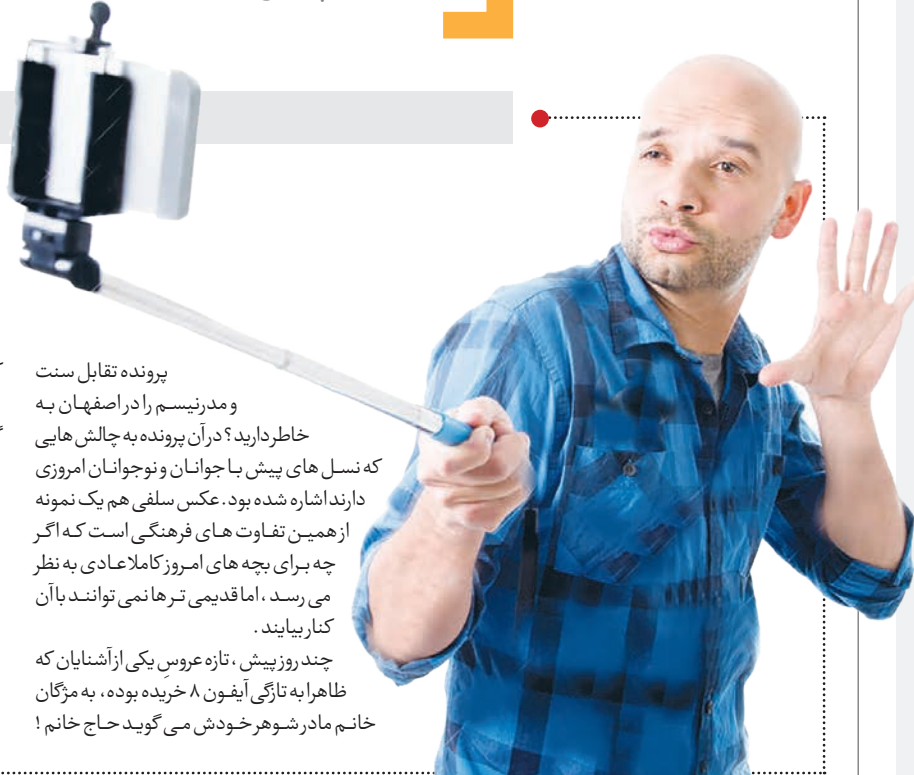 پرونده تقابل سنت
و مدرنیسم را در اصفهان به
خاطر دارید؟ در آن پرونده به چالش هایی
که نسل های پیش با جوانان و نوجوانان امروزی
دارند اشاره شده بود. عکس سلفی هم یک نمونه
از همین تفاوت های فرهنگی است که اگر
چه برای بچه های امروز کاملا عادی به نظر
می رسد ، اما قدیمی تر ها نمی توانند با آن
کنار بیایند .
چند روز پیش ، تازه عروسِ یکی از آشنایان که
ظاهرا به تازگی آیفون ۸ خریده بوده ، به مژگان
خانم مادر شوهر خودش می گوید حاج خانم !